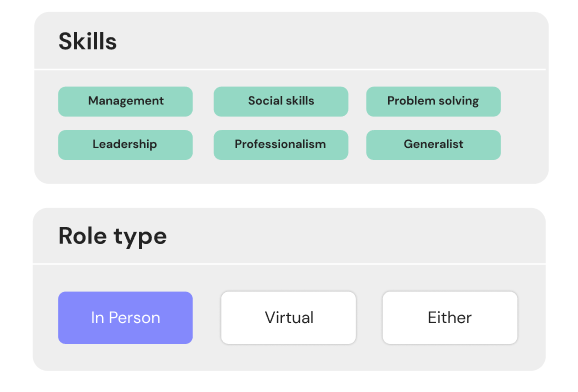 Skills
Management Social skills Problem solving
Leadership Professionalism Generalist
Role type
In Person Virtual Either